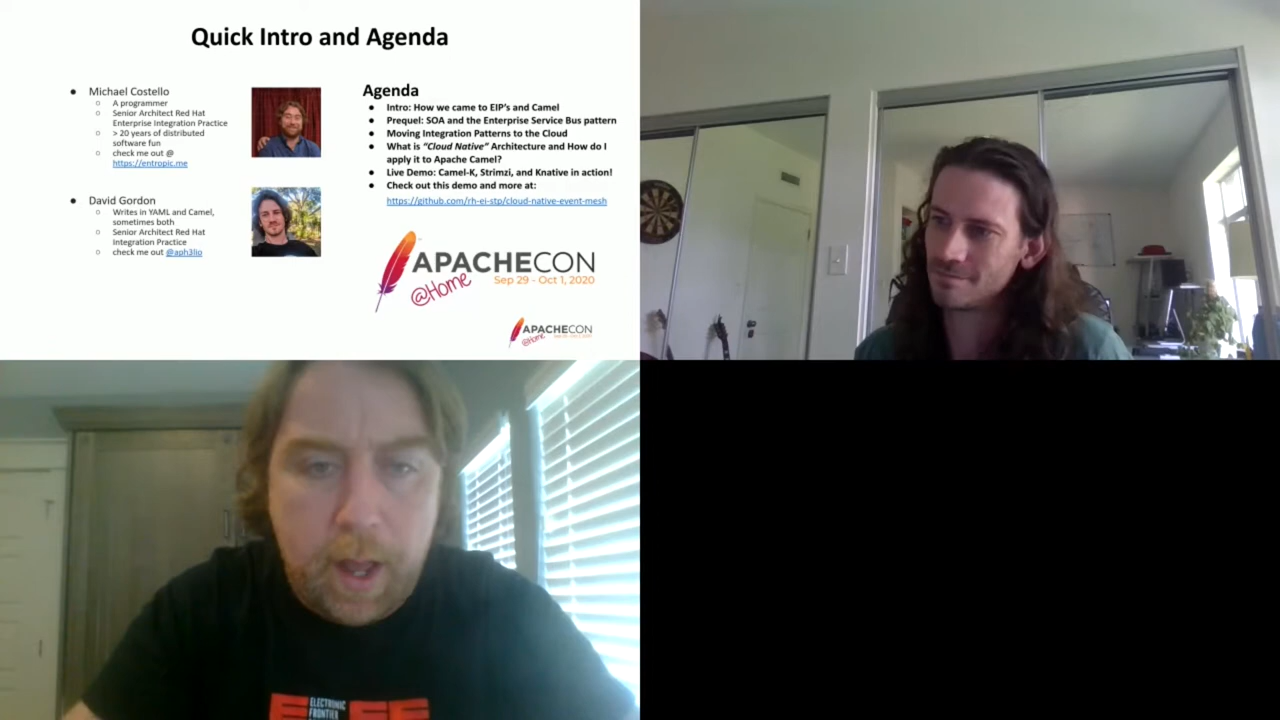 Quick Intro and Agenda
Michael Costello
A programmer
Senior Architect Red Hat
Enterprise Integration Practice
> 20 years of distributed
software fun
check me out @
https://entropic.me
David Gordon
Writes in YAML and Camel,
sometimes both
Senior Architect Red Hat
Integration Practice
check me out @aph3lio
Agenda
Intro: How we came to EIP's and Camel
Prequel: SOA and the Enterprise Service Bus pattern
Moving Integration Patterns to the Cloud
What is “Cloud Native” Architecture and How do I
apply it to Apache Camel?
Live Demo: Camel-K, Strimzi, and Knative in action!
Check out this demo and more at:
https://github.com/rh-ei-stp/cloud-native-event-mesh
APACHECON
@Home
Sep 29 - Oct 1, 2020
APACHECON
@Home
ELECTRONIC
FRONTIER